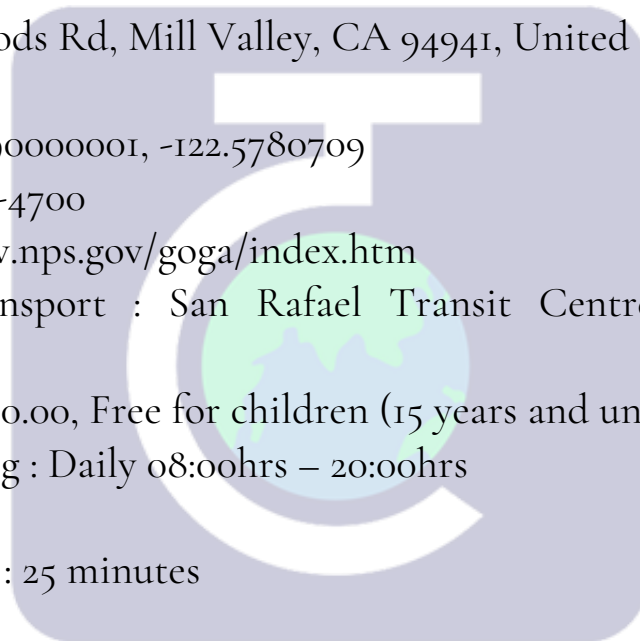 ods Rd, Mill Valley, CA 94941, United
00000001, -122.5780709
-4700
v.nps.gov/goga/index.htm
nsport : San Rafael Transit Centr
0.00, Free for children (15 years and un
g : Daily 08:00hrs – 20:00hrs
: 25 minutes